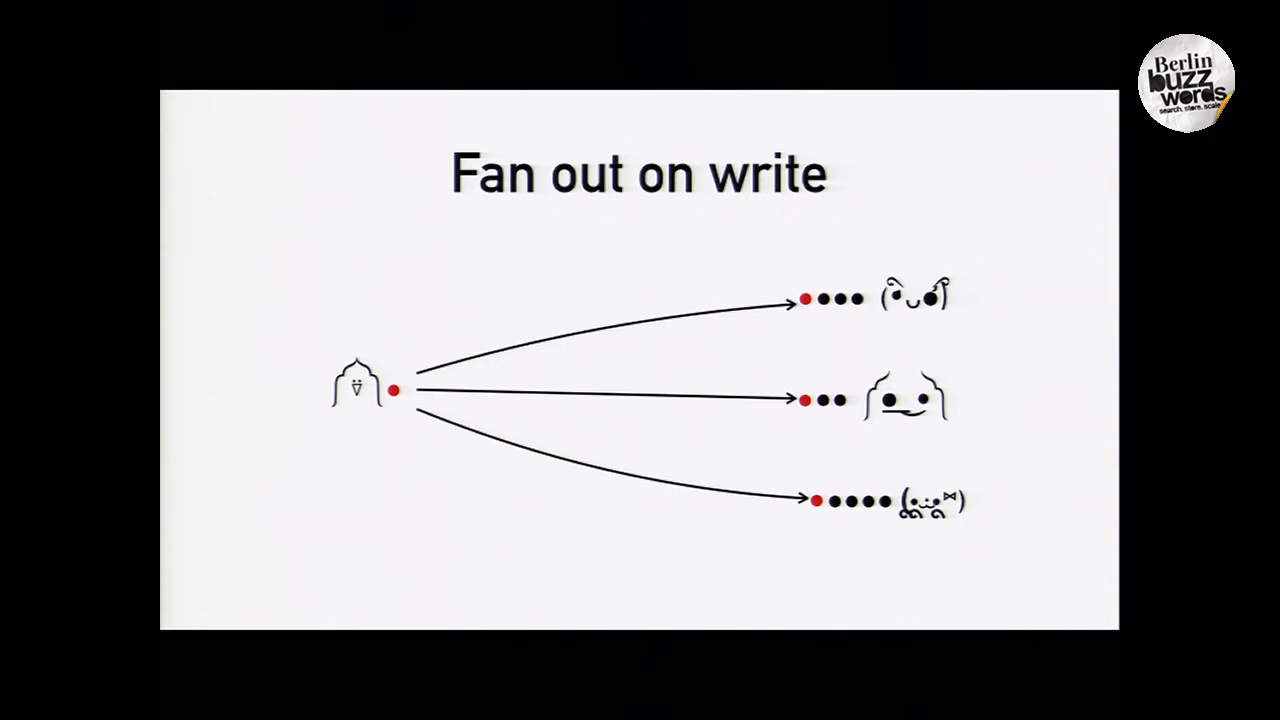 Berlin
buzz
words
search. store. scale
Fan out on write